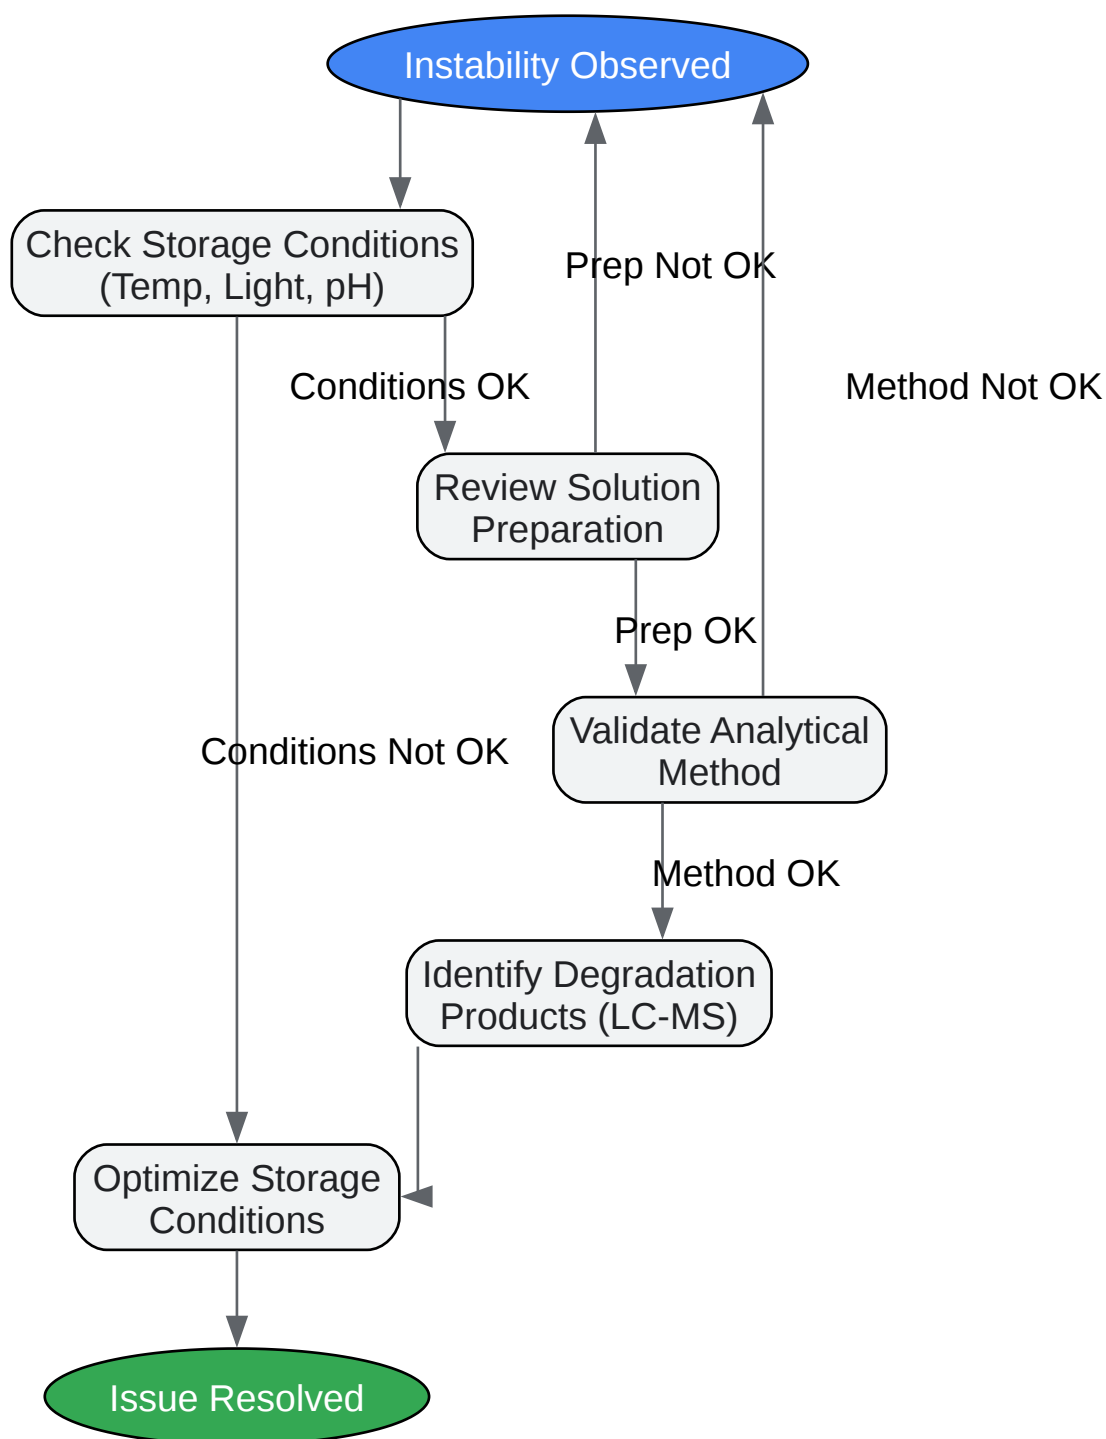 Instability Observed
Check Storage Conditions
(Temp, Light, pH)
Prep Not OK
Conditions OK
Method Not OK
Review Solution
Preparation
Prep OK
Validate Analytical
Method
Conditions Not OK
Method OK
Identify Degradation
Products (LC-MS)
Optimize Storage
Conditions
Issue Resolved